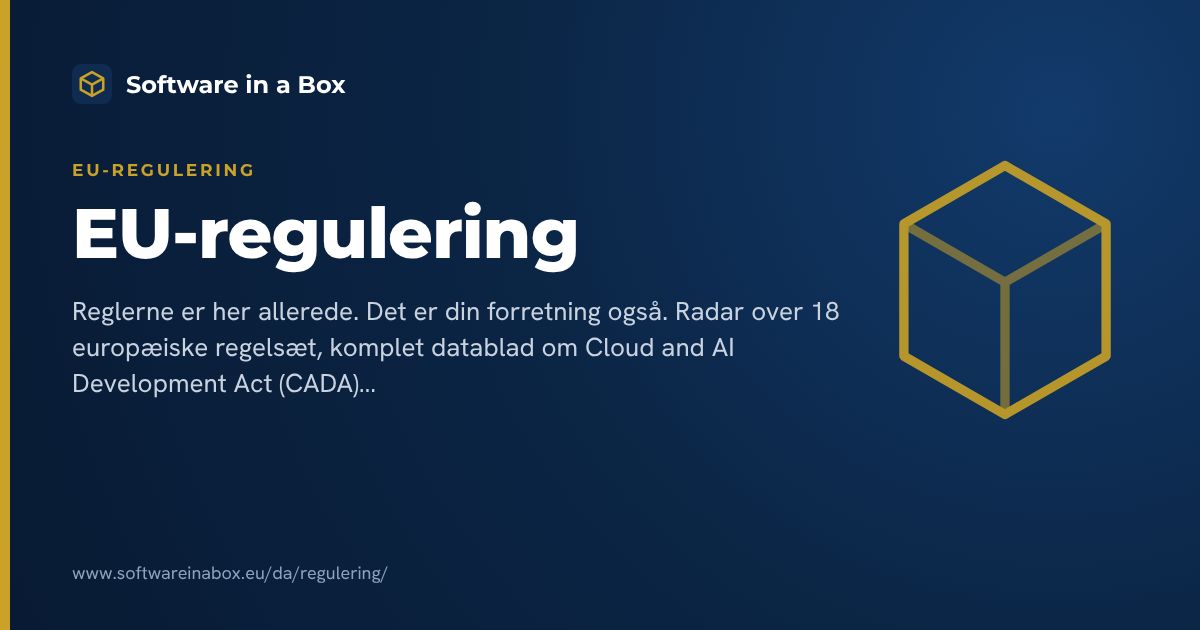 Software in a Box
EU-REGULERING
EU-regulering
Reglerne er her allerede. Det er din forretning også. Radar over 18
europæiske regelsæt, komplet datablad om Cloud and AI
Development Act (CADA)...
www.softwareinabox.eu/da/regulering/